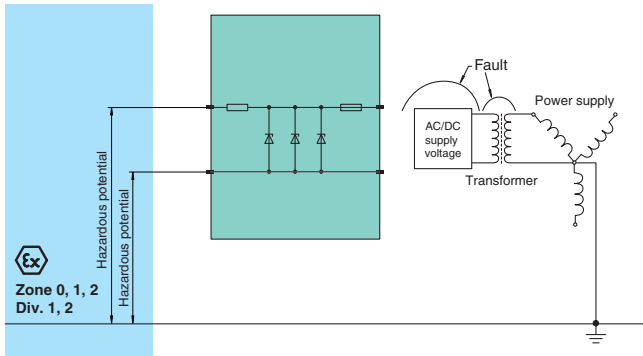 Fault
Power supply
AC/DC
supply
voltage
Transformer
Hazardous potential
Hazardous potential
Ex
Zone 0, 1, 2
Div. 1, 2